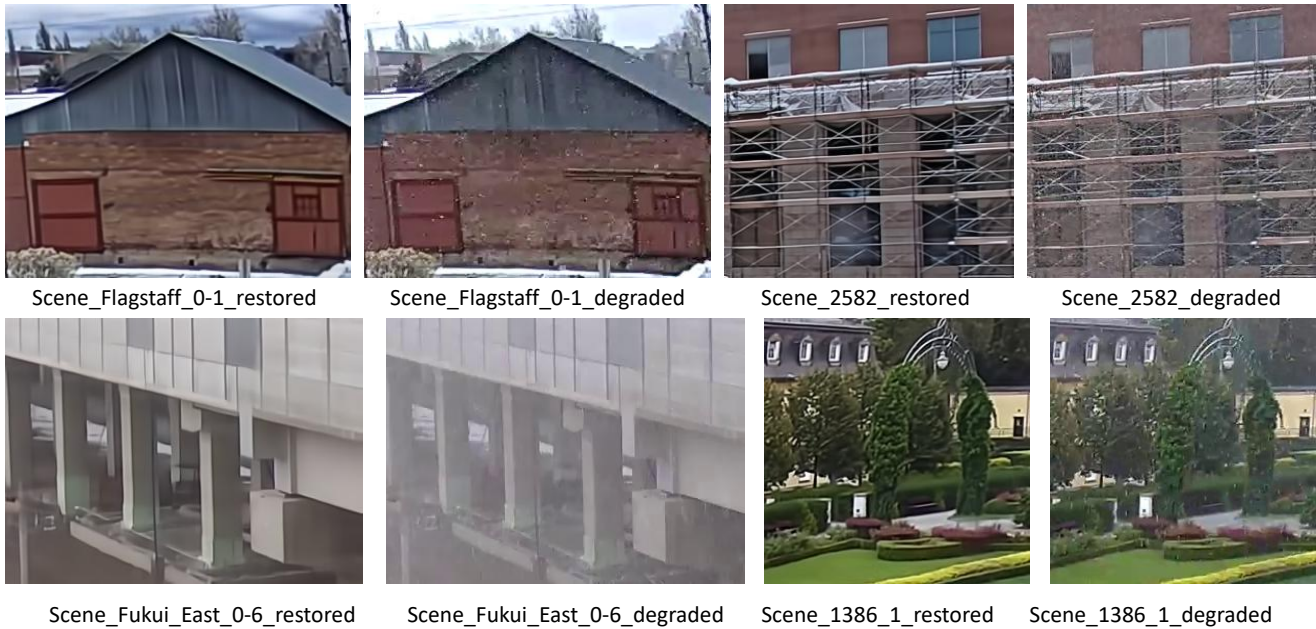 Scene_Flagstaff_0-1_restored
Scene_Flagstaff_0-1_degraded
Scene_2582_restored
Scene_2582_degraded
Scene_Fukui_East_0-6_restored
Scene_Fukui_East_0-6_degraded
Scene_1386_1_restored
Scene_1386_1_degraded